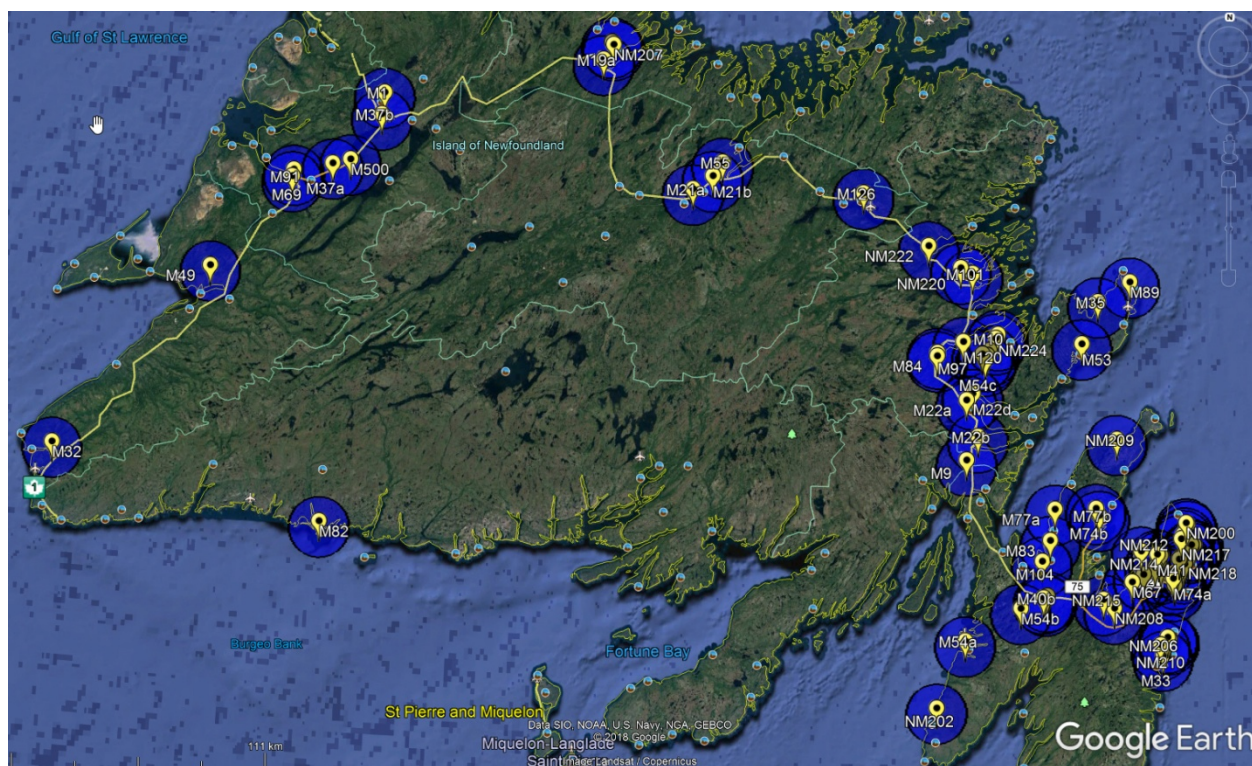 N
Gulf of St Lawrence
NM207
M19a
M1
M37b
Island of Newfoundland
M91
M500
M37a
M69
M55
M21a
M21b
M126
M49
NM222
M101
NM220
M89
M35
M10
NM224
M120
M53
M84
M97
M54c
M22a
M22d
M22b
NM209
M32
M9
1
M82
M77a
M77b
M74b
NM200
M83
NM212
NM217
NM214
M41
M104
NM218
75
M67
M74a
M40b
NM215
M54b
NM208
M51a
NM206
Burgeo Bank
Fortune Bay
NM210
M33
St Pierre and Miquelon
NM202
Data SIO, NOAA, U.S. Navy, NGA, GEBCO
© 2018 Google
111 km
Miquelon-Langlade
Google Earth
Image Landsat / Copernicus